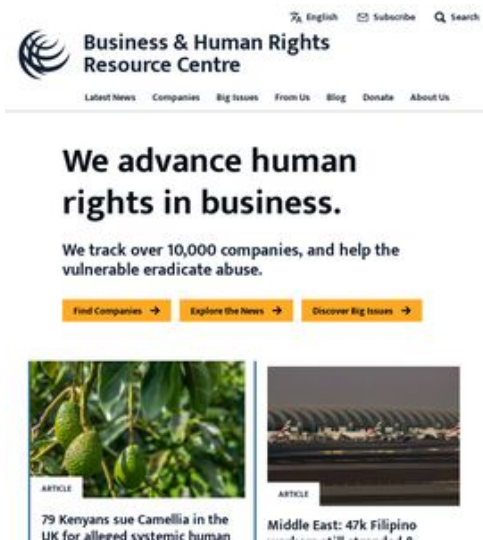 English Subscribe Search
Business & Human Rights
Resource Centre
Latest News Companies Big Issues From Us Blog Donate About Us
We advance human
rights in business.
We track over 10,000 companies, and help the
vulnerable eradicate abuse.
Find Companies → Explore the News → Discover Big Issues →
ARTICLE
79 Kenyans sue Camellia in the
UK for alleged systemic human
ARTICLE
Middle East: 47k Filipino
workers still stranded &